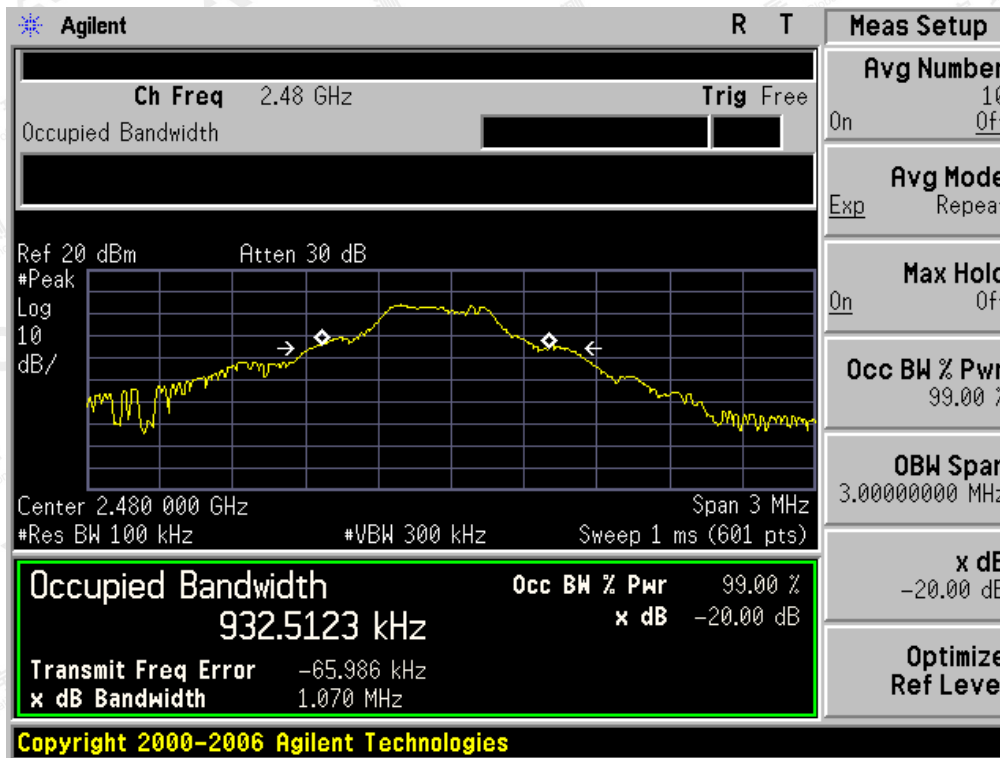 Agilent R T
Ch Freq 2.48 GHz Trig Free
Occupied Bandwidth
Ref 20 dBm Atten 30 dB
#Peak
Log
10
dB/
Center 2.480 000 GHz Span 3 MHz
#Res BW 100 kHz #VBW 300 kHz Sweep 1 ms (601 pts)
Occupied Bandwidth Occ BW % Pwr 99.00 %
932.5123 kHz x dB -20.00 dB
Transmit Freq Error -65.986 kHz
x dB Bandwidth 1.070 MHz
Copyright 2000-2006 Agilent Technologies
Meas Setup
Avg Number
10
On Off
Avg Mode
Exp Repeat
Max Hold
On Off
Occ BW % Pwr
99.00 %
OBW Span
3.00000000 MHz
x dB
-20.00 dB
Optimize
Ref Level